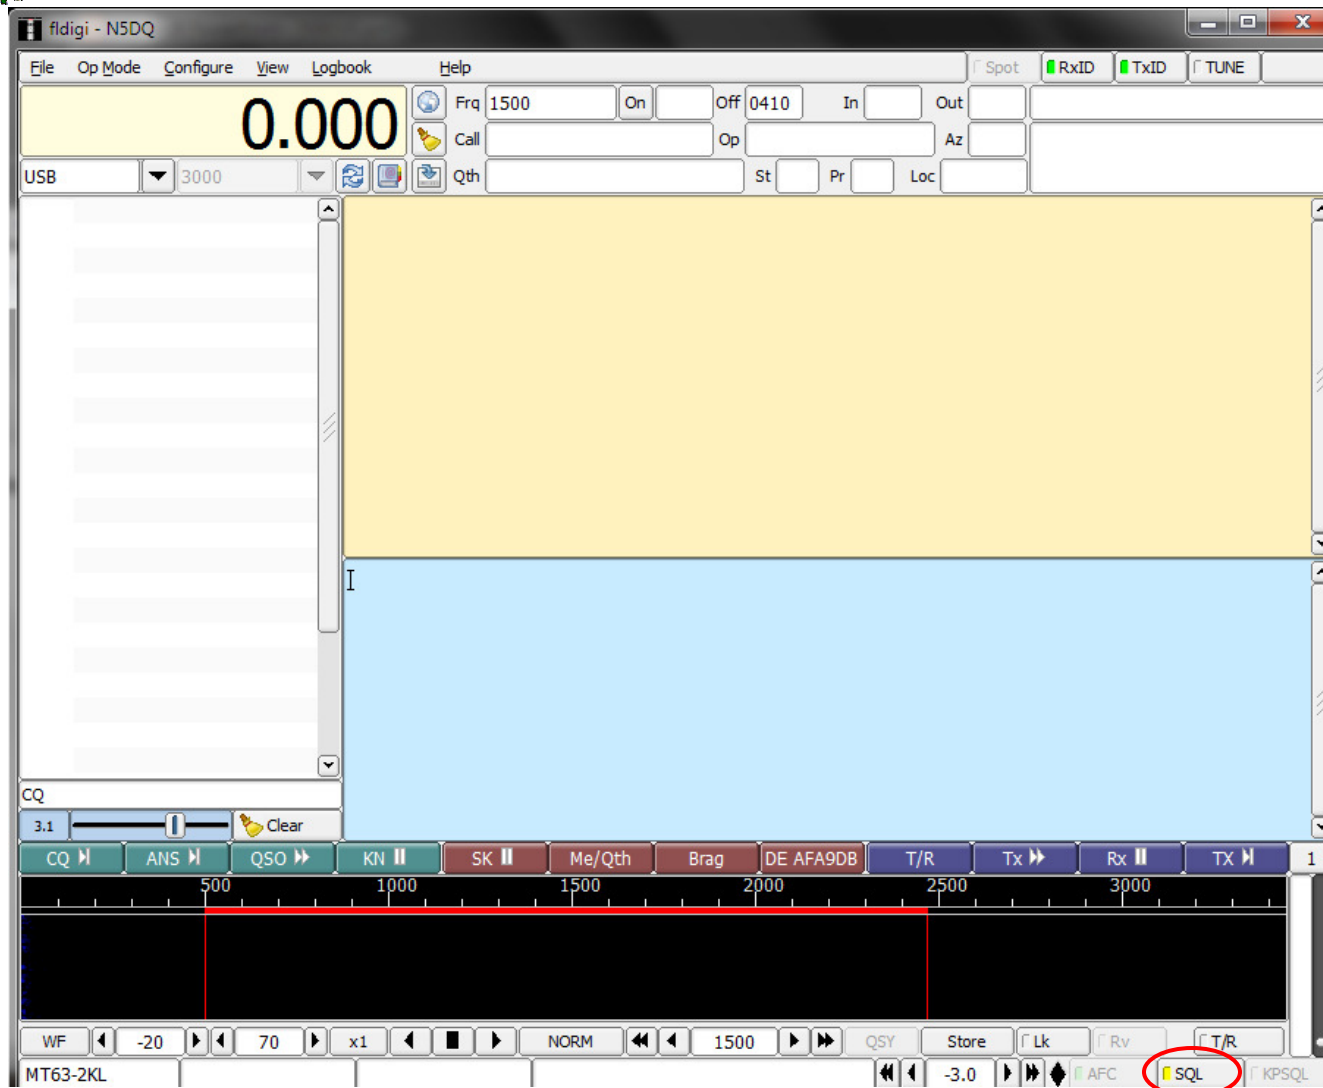 fldigi - N5DQ
File Op Mode Configure View Logbook Help Spot RxID TxID TUNE
0.000 Frq 1500 On Off 0410 In Out
Call Op Az
USB 3000 Qth St Pr Loc
CQ
3.1 Clear
CQ ANS QSO KN SK Me/Qth Brag DE AFA9DB T/R Tx Rx TX 1
500 1000 1500 2000 2500 3000
WF -20 70 x1 NORM 1500 QSY Store Lk Rv T/R
MT63-2KL -3.0 AFC SQL KPSQL